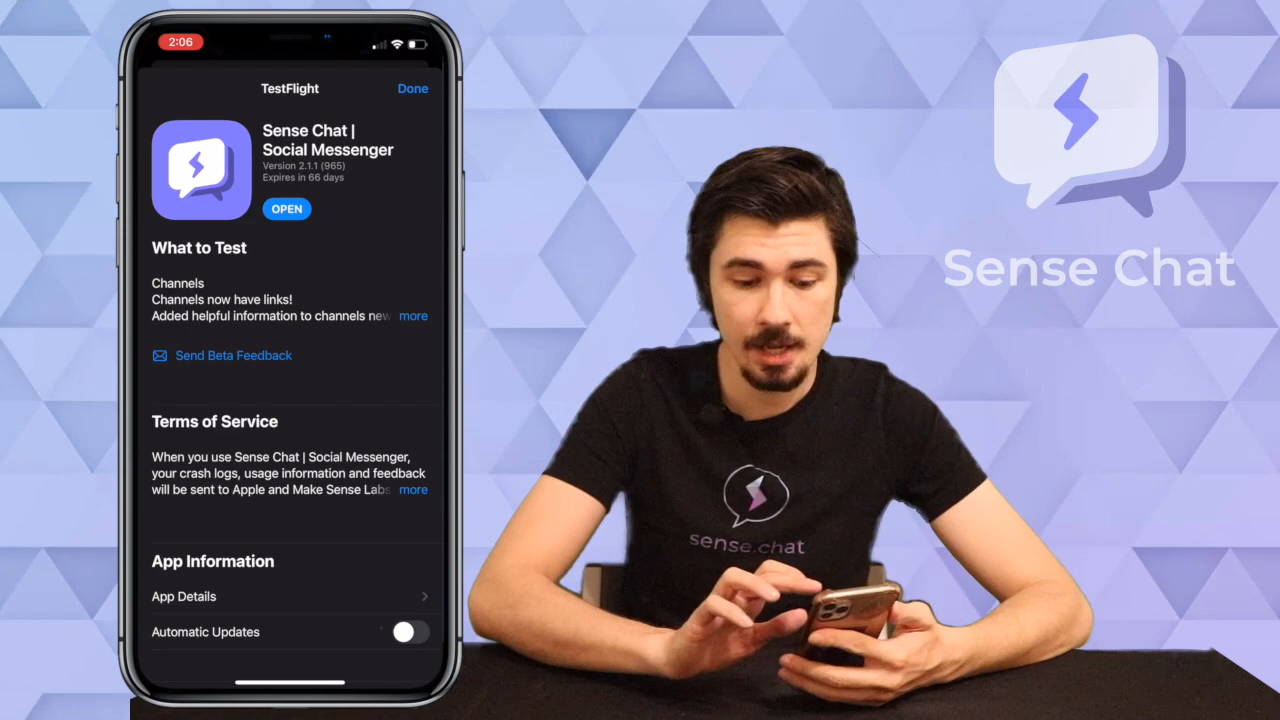 2:06
TestFlight
Done
Sense Chat |
Social Messenger
Version 2.1.1 (965)
Expires in 66 days
OPEN
What to Test
Channels
Channels now have links!
Added helpful information to channels new more
Send Beta Feedback
Terms of Service
When you use Sense Chat | Social Messenger,
your crash logs, usage information and feedback
will be sent to Apple and Make Sense Labs more
App Information
App Details
Automatic Updates
Sense Chat
sense.chat